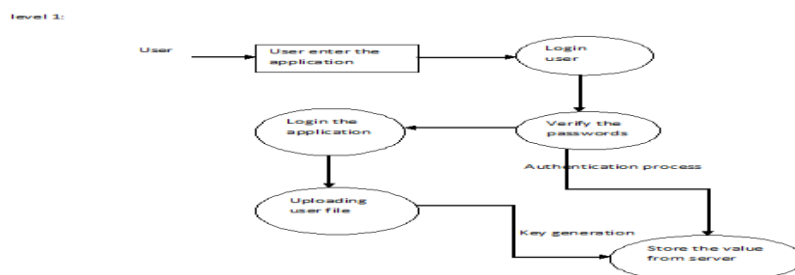 level 1:
User
User enter the
application
Login
user
Login the
application
Verify the
passwords
Authentication process
Uploading
user file
Key generation
Store the value
from server